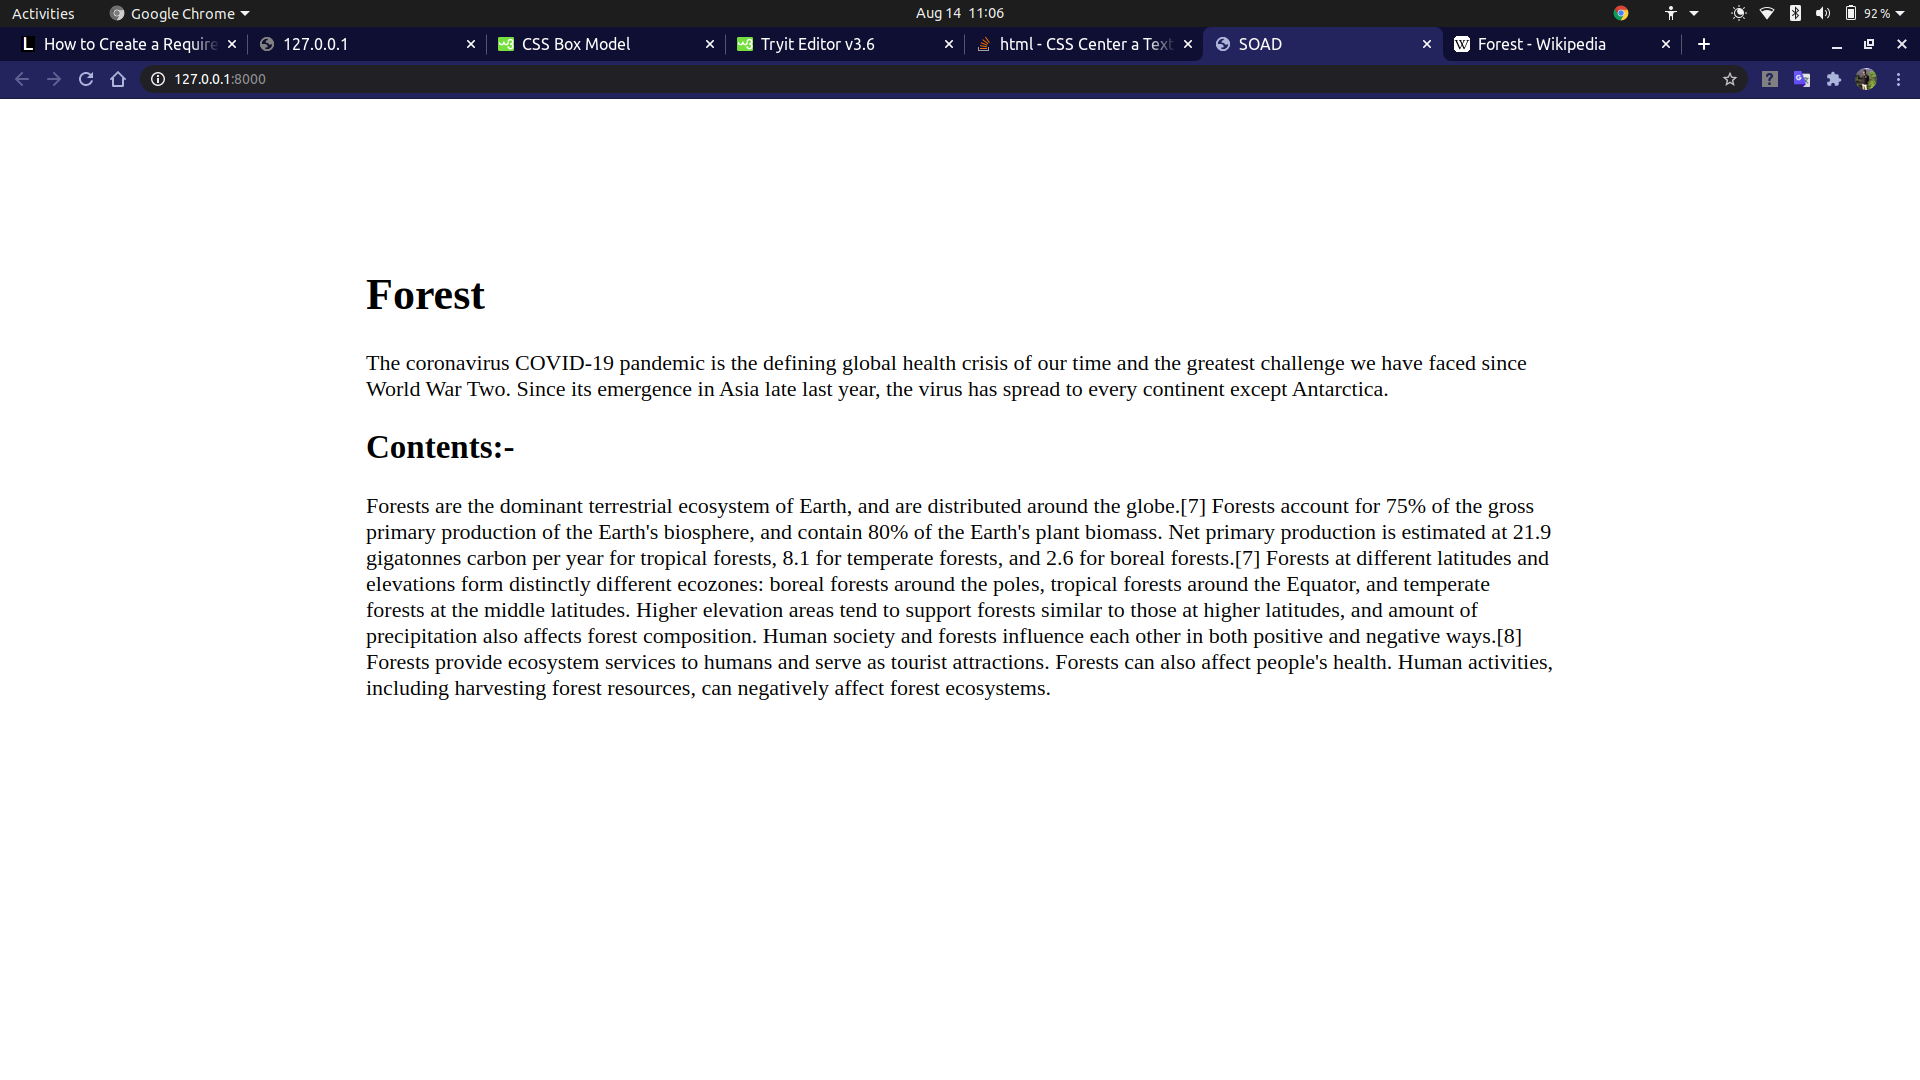 Activities Google Chrome Aug 14 11:06 92 %
How to Create a Require 127.0.0.1 CSS Box Model Tryit Editor v3.6 html - CSS Center a Text SOAD Forest - Wikipedia
127.0.0.1:8000
Forest
The coronavirus COVID-19 pandemic is the defining global health crisis of our time and the greatest challenge we have faced since
World War Two. Since its emergence in Asia late last year, the virus has spread to every continent except Antarctica.
Contents:-
Forests are the dominant terrestrial ecosystem of Earth, and are distributed around the globe.[7] Forests account for 75% of the gross
primary production of the Earth's biosphere, and contain 80% of the Earth's plant biomass. Net primary production is estimated at 21.9
gigatonnes carbon per year for tropical forests, 8.1 for temperate forests, and 2.6 for boreal forests.[7] Forests at different latitudes and
elevations form distinctly different ecozones: boreal forests around the poles, tropical forests around the Equator, and temperate
forests at the middle latitudes. Higher elevation areas tend to support forests similar to those at higher latitudes, and amount of
precipitation also affects forest composition. Human society and forests influence each other in both positive and negative ways.[8]
Forests provide ecosystem services to humans and serve as tourist attractions. Forests can also affect people's health. Human activities,
including harvesting forest resources, can negatively affect forest ecosystems.